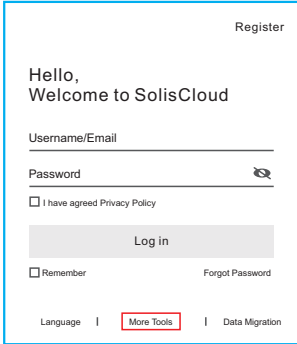 Register
Hello,
Welcome to SolisCloud
Username/Email
Password
I have agreed Privacy Policy
Log in
Remember Forgot Password
Language | More Tools | Data Migration